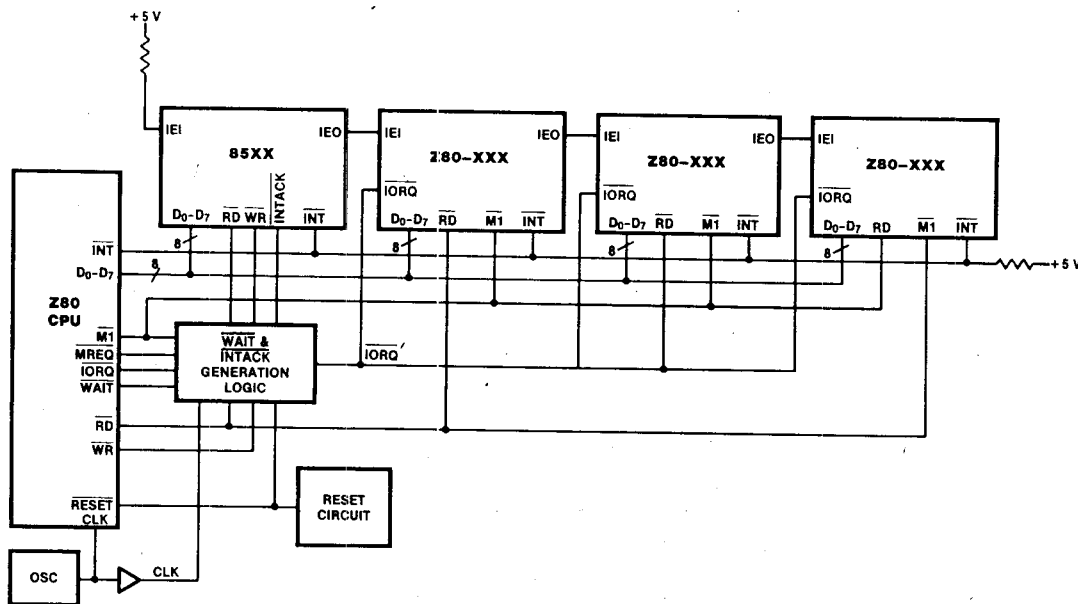 +5 V
IEI
IEO
85XX
D0-D7
RD
WR
INTACK
INT
8
IEI
IEO
Z80-XXX
IORQ
D0-D7
RD
M1
INT
8
IEI
IEO
Z80-XXX
IORQ
D0-D7
RD
M1
INT
8
IEI
Z80-XXX
IORQ
D0-D7
RD
M1
INT
8
+5 V
Z80
CPU
INT
D0-D7
8
M1
MREQ
IORQ
WAIT
RD
WR
RESET
CLK
WAIT &
INTACK
GENERATION
LOGIC
IORQ'
RESET
CIRCUIT
OSC
CLK